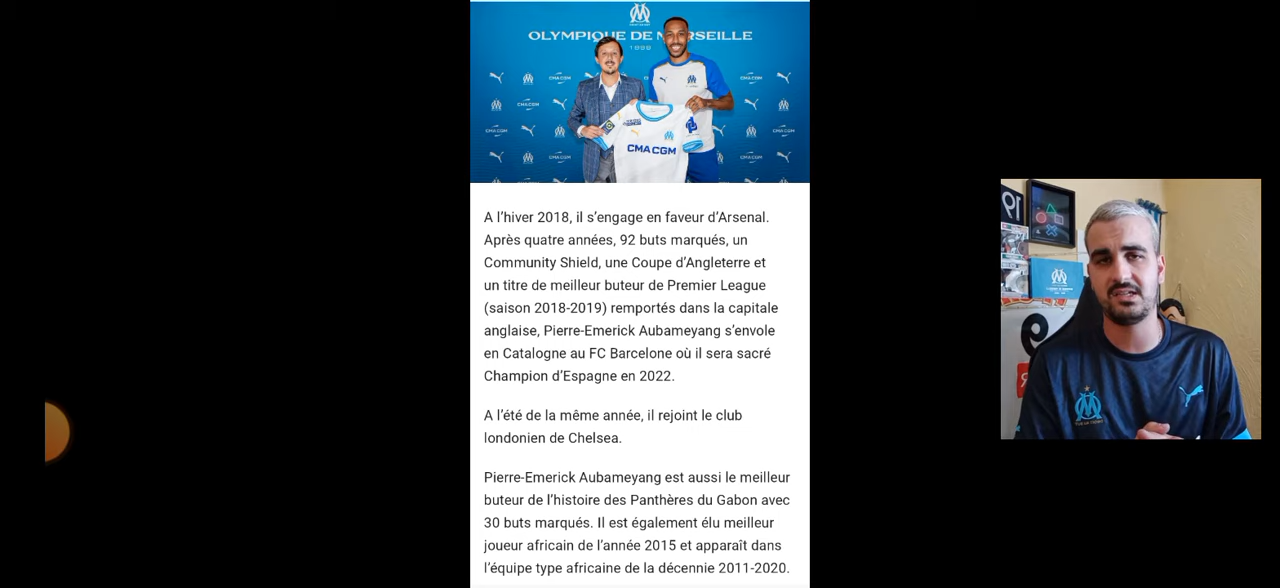 OLYMPIQUE DE M RSEILLE
1899
CMA CGM
A l’hiver 2018, il s’engage en faveur d’Arsenal.
Après quatre années, 92 buts marqués, un
Community Shield, une Coupe d’Angleterre et
un titre de meilleur buteur de Premier League
(saison 2018-2019) remportés dans la capitale
anglaise, Pierre-Emerick Aubameyang s’envole
en Catalogne au FC Barcelone où il sera sacré
Champion d’Espagne en 2022.
A l’été de la même année, il rejoint le club
londonien de Chelsea.
Pierre-Emerick Aubameyang est aussi le meilleur
buteur de l’histoire des Panthères du Gabon avec
30 buts marqués. Il est également élu meilleur
joueur africain de l’année 2015 et apparaît dans
l’équipe type africaine de la décennie 2011-2020.